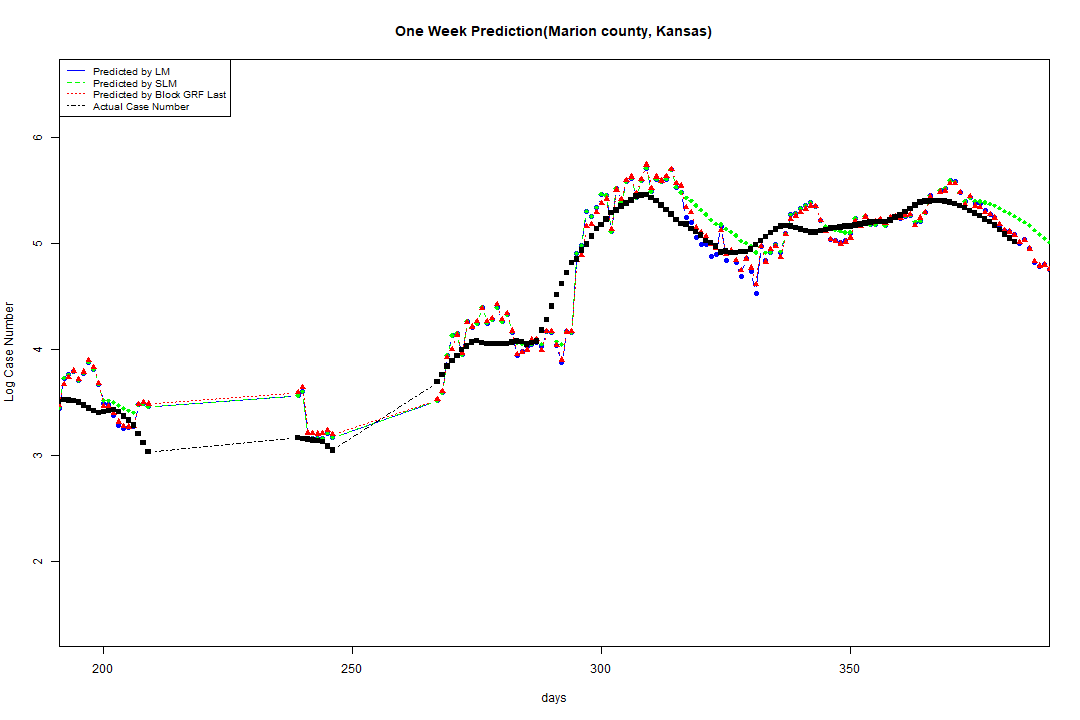 One Week Prediction(Marion county, Kansas)
Predicted by LM
Predicted by SLM
Predicted by Block GRF Last
Actual Case Number
6
5
4
3
2
Log Case Number
200
250
300
350
days